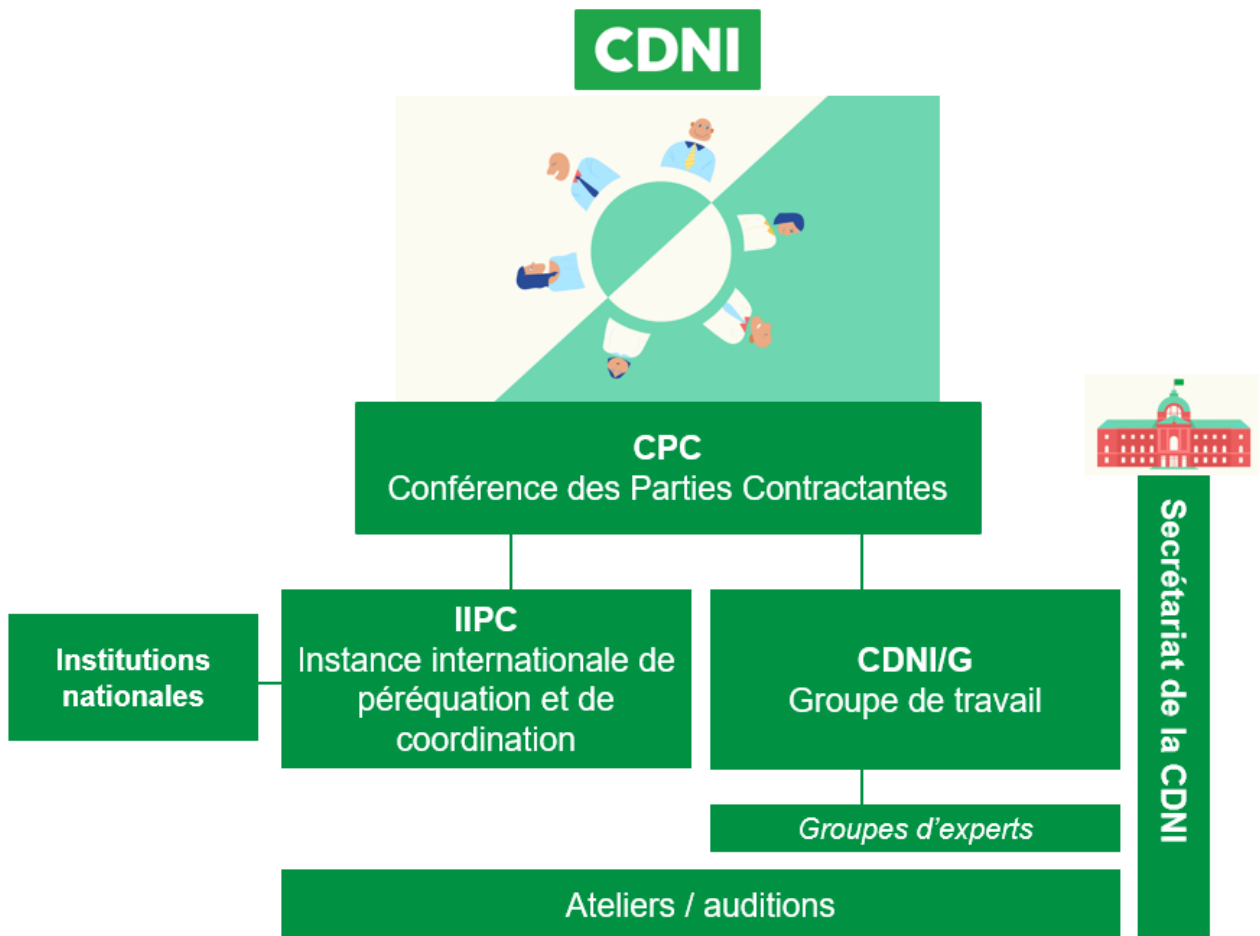 CDNI
CPC
Conférence des Parties Contractantes
Institutions
nationales
IIPC
Instance internationale de
péréquation et de
coordination
CDNI/G
Groupe de travail
Groupes d’experts
Ateliers / auditions
Secrétariat de la CDNI